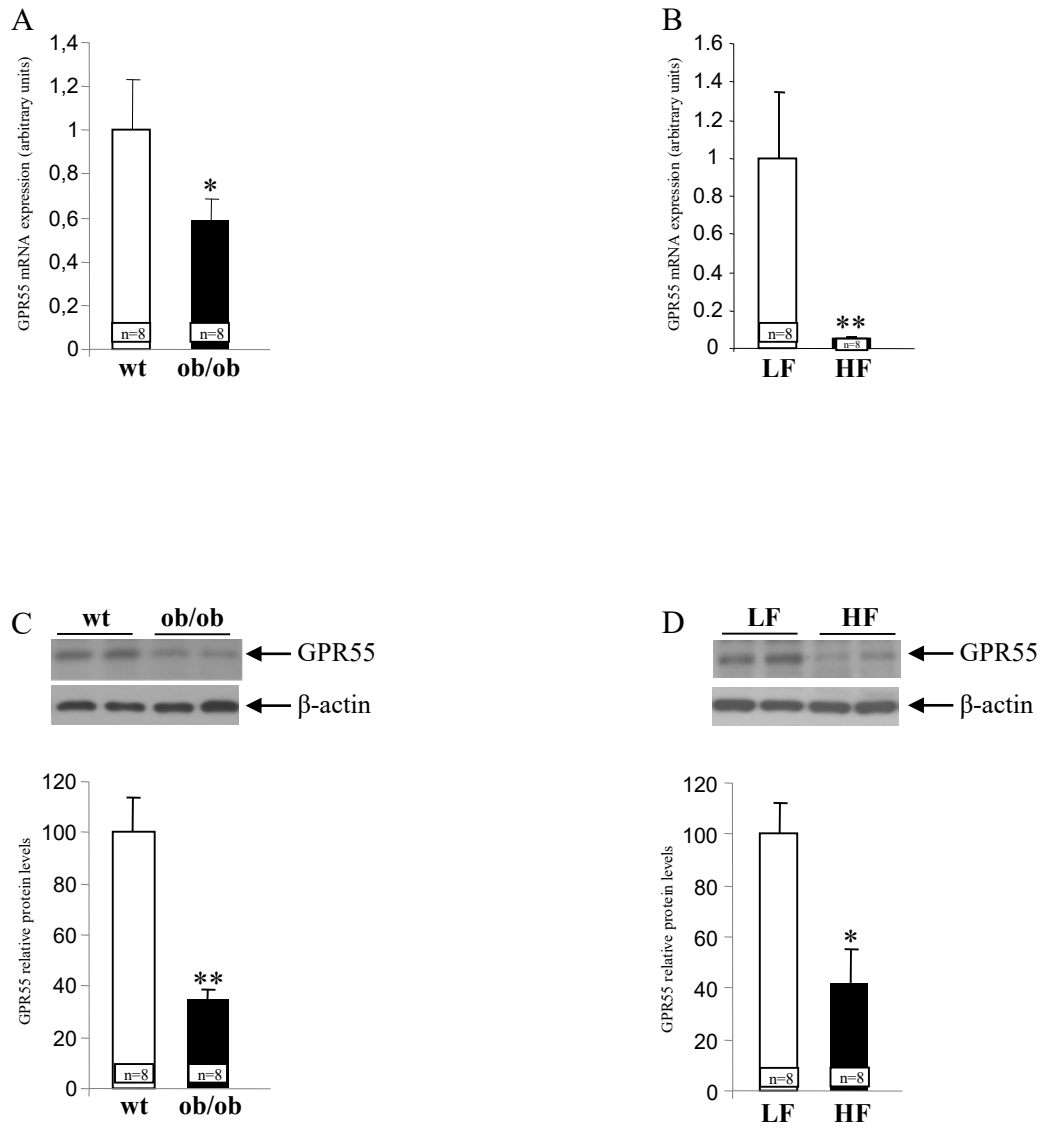 A
GPR55 mRNA expression (arbitrary units)
1,4
1,2
1
0,8
0,6
0,4
0,2
0
*
n=8
n=8
wt
ob/ob
B
GPR55 mRNA expression (arbitrary units)
1.6
1.4
1.2
1
0.8
0.6
0.4
0.2
0
**
n=8
n=8
LF
HF
C
wt
ob/ob
GPR55
β-actin
GPR55 relative protein levels
120
100
80
60
40
20
0
**
n=8
n=8
wt
ob/ob
D
LF
HF
GPR55
β-actin
GPR55 relative protein levels
120
100
80
60
40
20
0
*
n=8
n=8
LF
HF